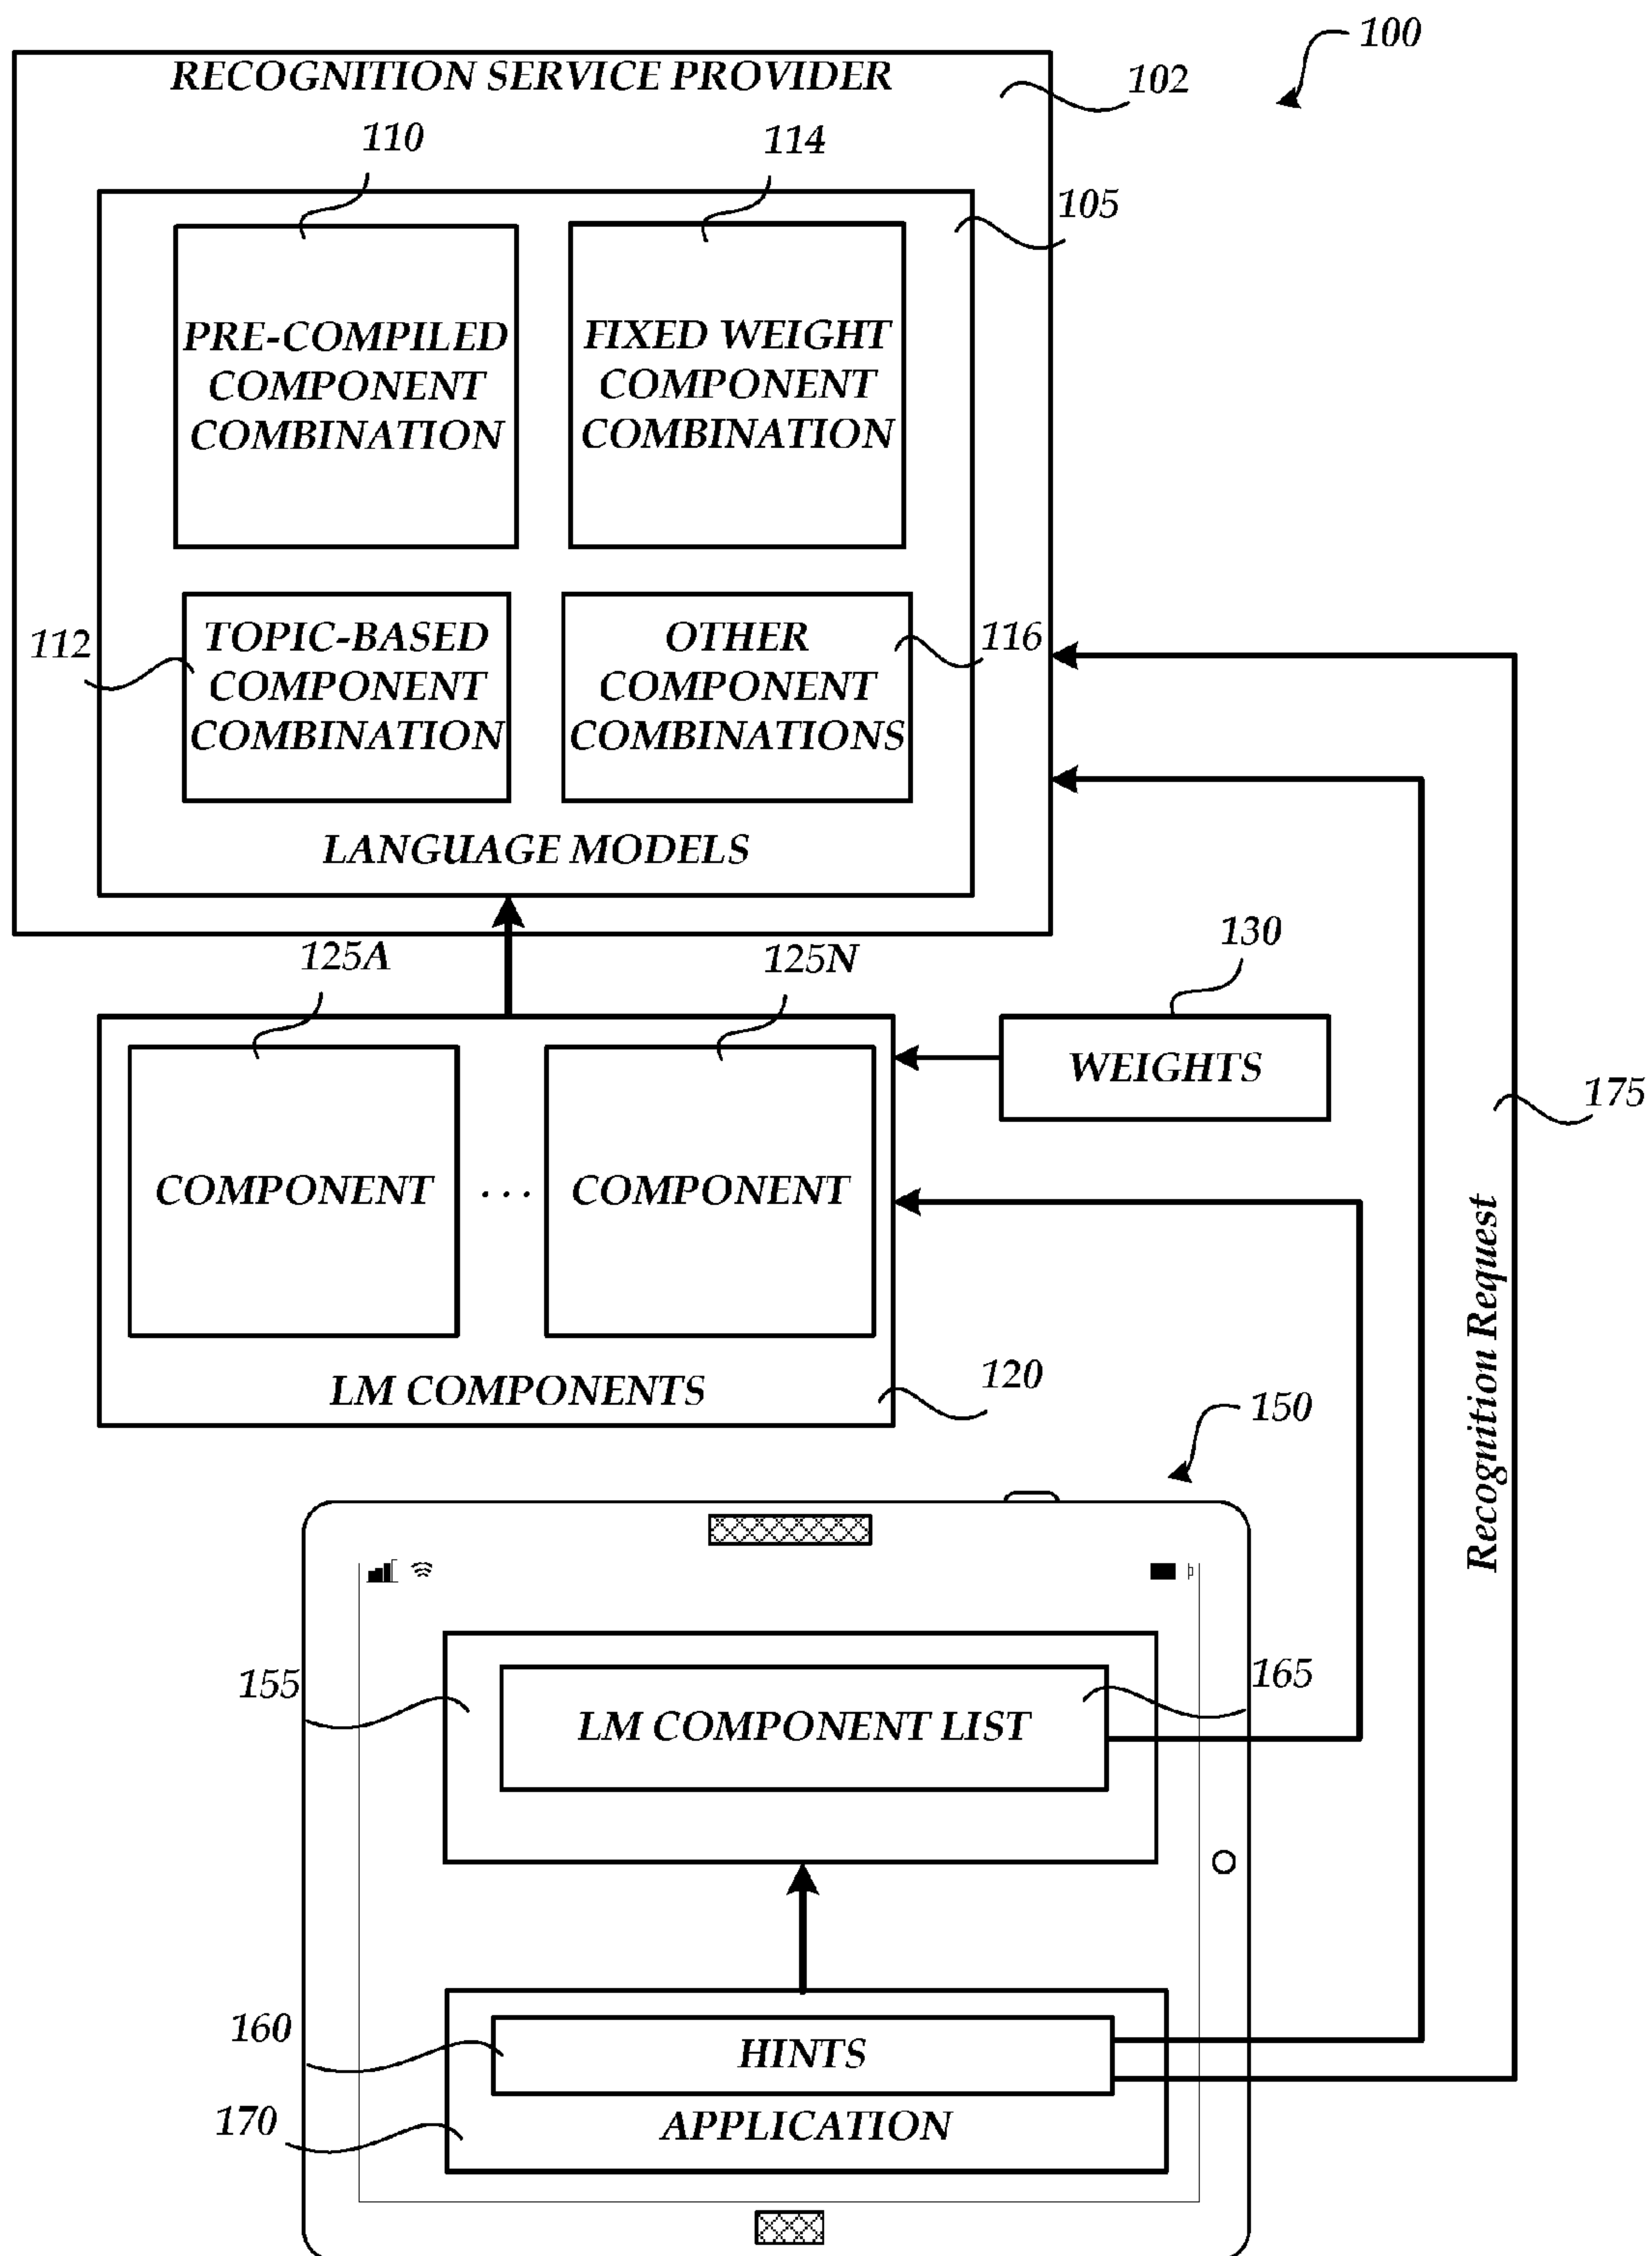 100
RECOGNITION SERVICE PROVIDER
102
110
114
105
PRE-COMPILED
COMPONENT
COMBINATION
FIXED WEIGHT
COMPONENT
COMBINATION
112
TOPIC-BASED
COMPONENT
COMBINATION
OTHER
COMPONENT
COMBINATIONS
116
LANGUAGE MODELS
125A
125N
130
COMPONENT
...
COMPONENT
WEIGHTS
175
LM COMPONENTS
120
Recognition Request
150
155
LM COMPONENT LIST
165
160
HINTS
170
APPLICATION